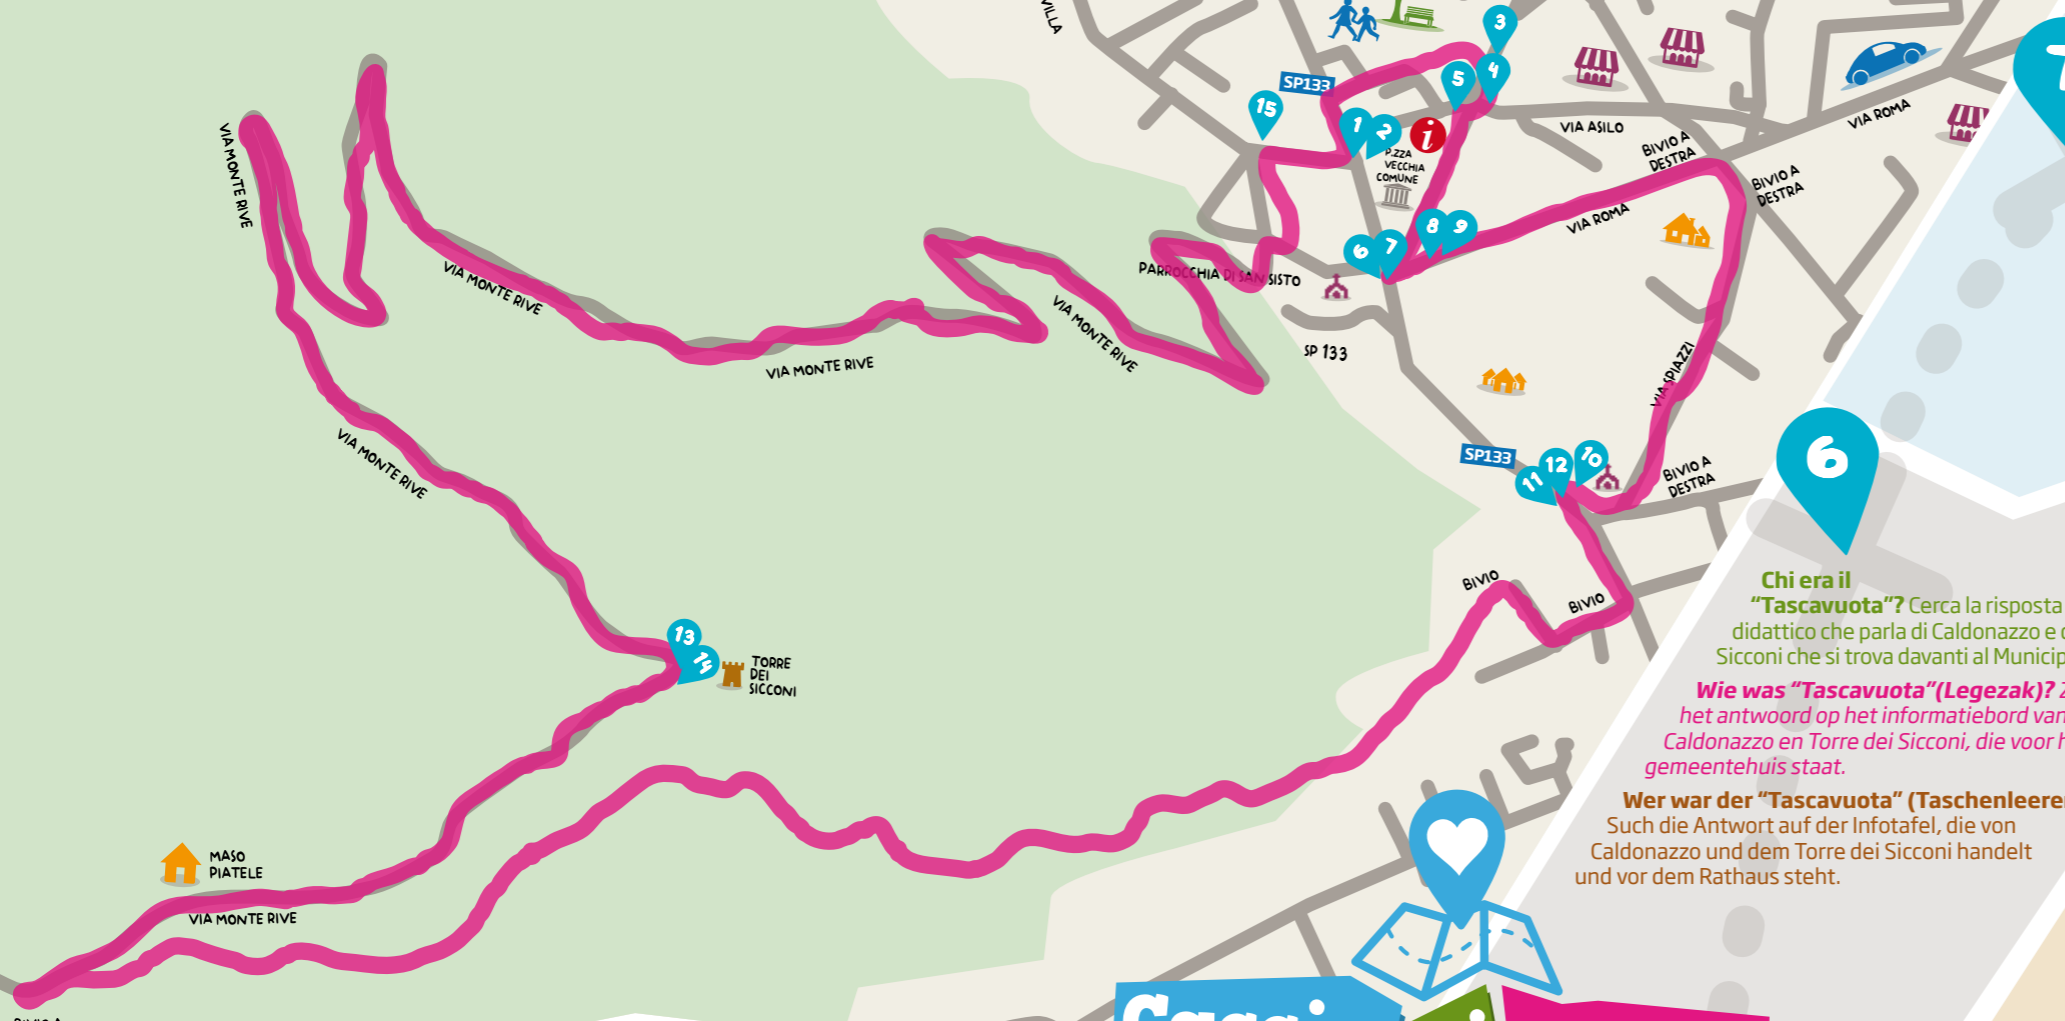 VILLA
3
4
5
SP133
15
1
2
i
P.ZZA
VECCHIA
COMUNE
VIA ASILO
VIA ROMA
BIVIO A
DESTRA
BIVIO A
DESTRA
VIA ROMA
6
7
8
9
PARROCCHIA DI SAN SISTO
SP 133
VIA MONTE RIVE
VIA MONTE RIVE
VIA MONTE RIVE
VIA MONTE RIVE
VIA MONTE RIVE
VIA SPIAZZI
SP133
11
12
10
BIVIO A
DESTRA
BIVIO
BIVIO
13
14
TORRE
DEI
SICCONI
MASO
PIATELE
VIA MONTE RIVE
BIVIO A
7
6
Chi era il
“Tascavuota”? Cerca la risposta
didattico che parla di Caldonazzo e
Sicconi che si trova davanti al Municip
Wie was “Tascavuota”(Legezak)?
het antwoord op het informatiebord van
Caldonazzo en Torre dei Sicconi, die voor h
gemeentehuis staat.
Wer war der “Tascavuota” (Taschenleere
Such die Antwort auf der Infotafel, die von
Caldonazzo und dem Torre dei Sicconi handelt
und vor dem Rathaus steht.